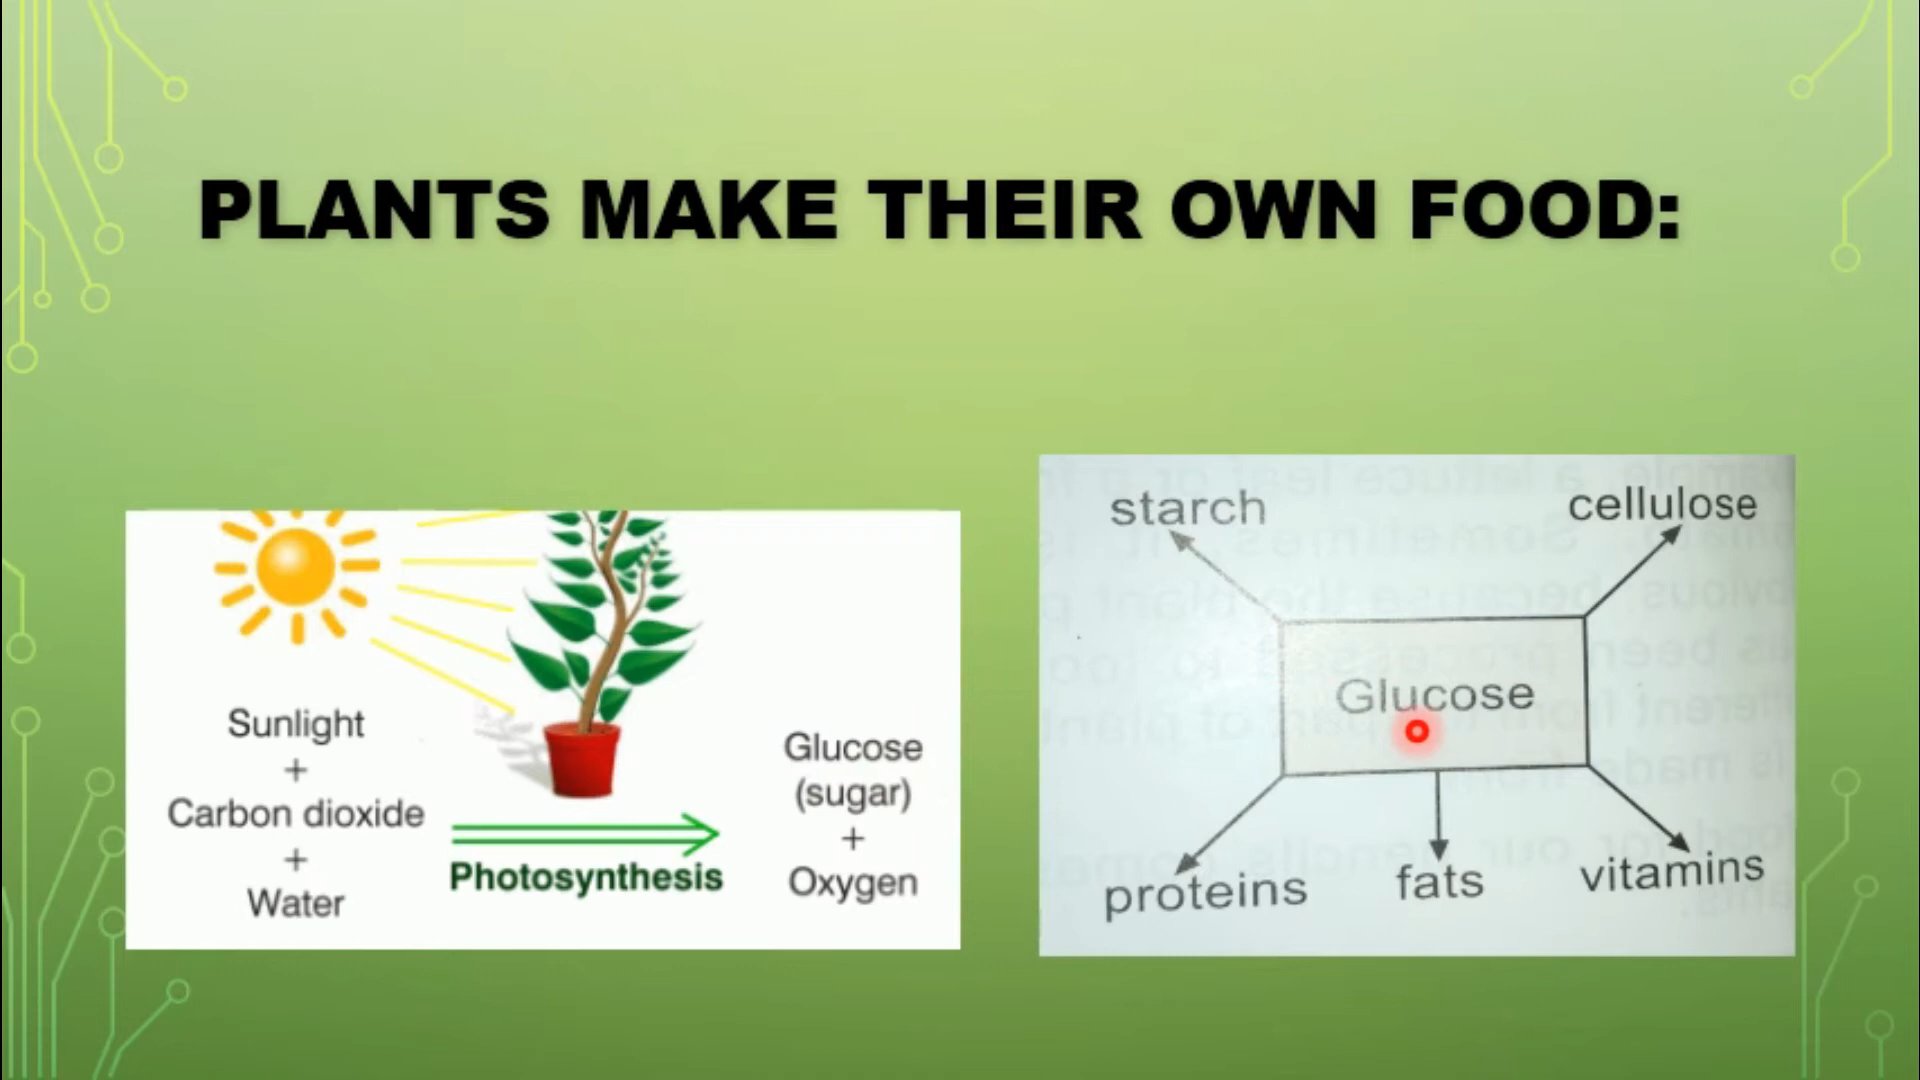 PLANTS MAKE THEIR OWN FOOD:
Sunlight
+
Carbon dioxide
+
Water
Photosynthesis
Glucose
(sugar)
+
Oxygen
starch
cellulose
Glucose
proteins
fats
vitamins